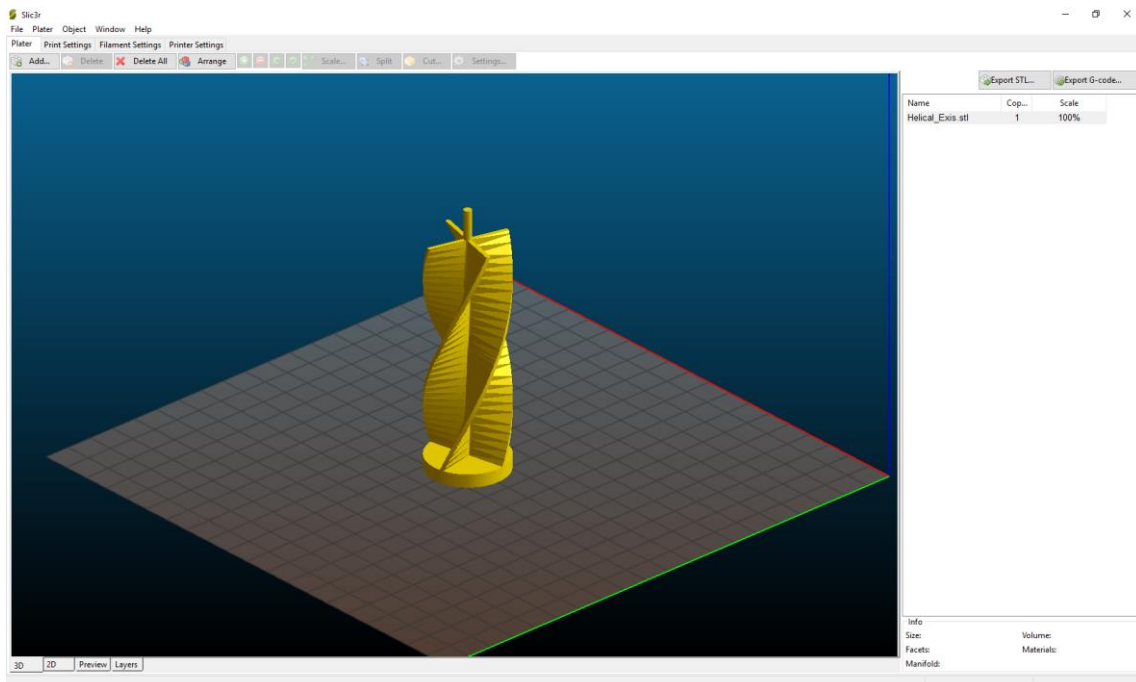 Slic3r
File Plater Object Window Help
Plater Print Settings Filament Settings Printer Settings
Add... Delete Delete All Arrange Scale... Split Cut... Settings...
Export STL... Export G-code...
Name Cop... Scale
Helical_Exis.stl 1 100%
Info
Size: Volume:
Facets: Materials:
Manifold:
3D 2D Preview Layers